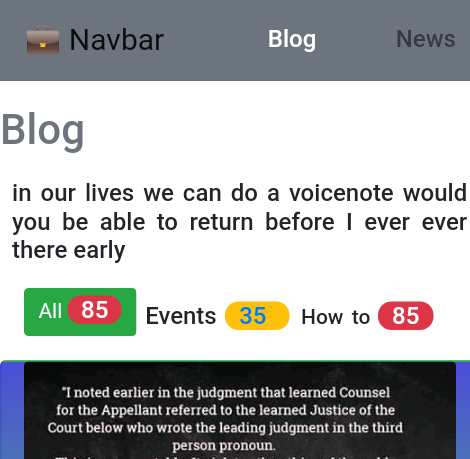 Navbar Blog News
Blog
in our lives we can do a voicenote would
you be able to return before I ever ever
there early
All 85 Events 35 How to 85
"I noted earlier in the judgment that learned Counsel
for the Appellant referred to the learned Justice of the
Court below who wrote the leading judgment in the third
person pronoun.